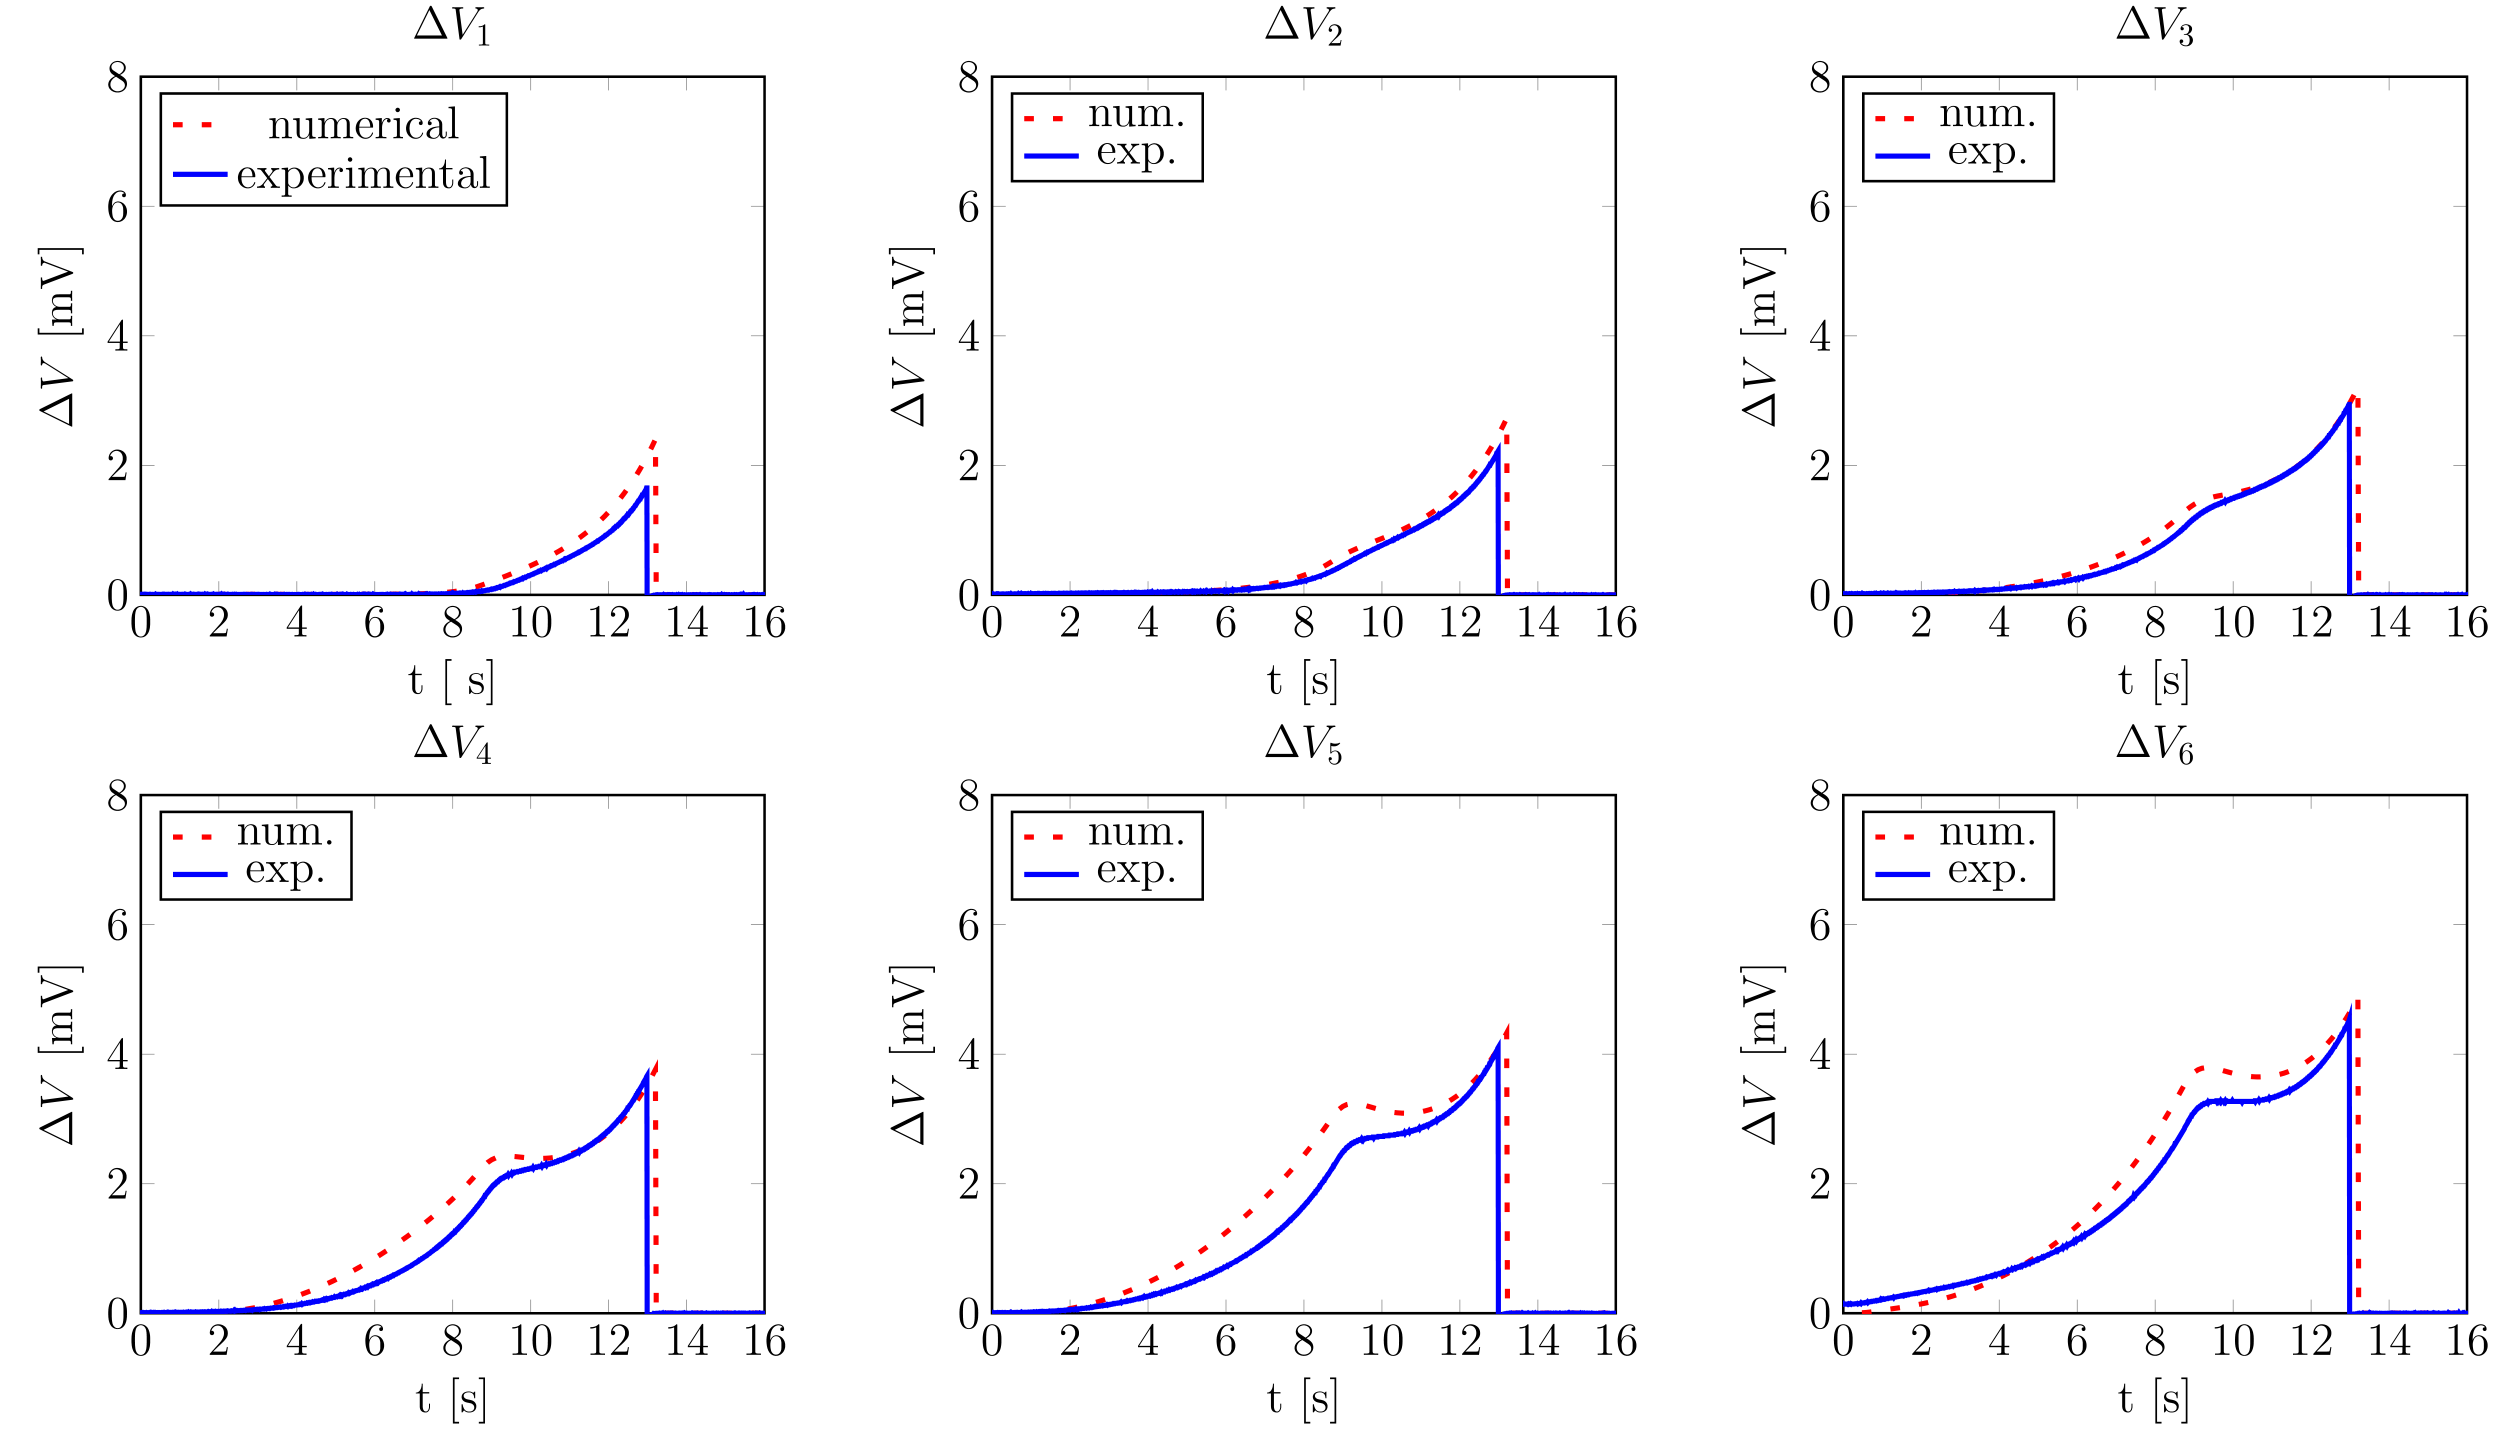 ΔV₁
8
numerical
experimental
6
4
2
0
ΔV [mV]
0 2 4 6 8 10 12 14 16
t [ s]
ΔV₂
8
num.
exp.
6
4
2
0
ΔV [mV]
0 2 4 6 8 10 12 14 16
t [s]
ΔV₃
8
num.
exp.
6
4
2
0
ΔV [mV]
0 2 4 6 8 10 12 14 16
t [s]
ΔV₄
8
num.
exp.
6
4
2
0
ΔV [mV]
0 2 4 6 8 10 12 14 16
t [s]
ΔV₅
8
num.
exp.
6
4
2
0
ΔV [mV]
0 2 4 6 8 10 12 14 16
t [s]
ΔV₆
8
num.
exp.
6
4
2
0
ΔV [mV]
0 2 4 6 8 10 12 14 16
t [s]